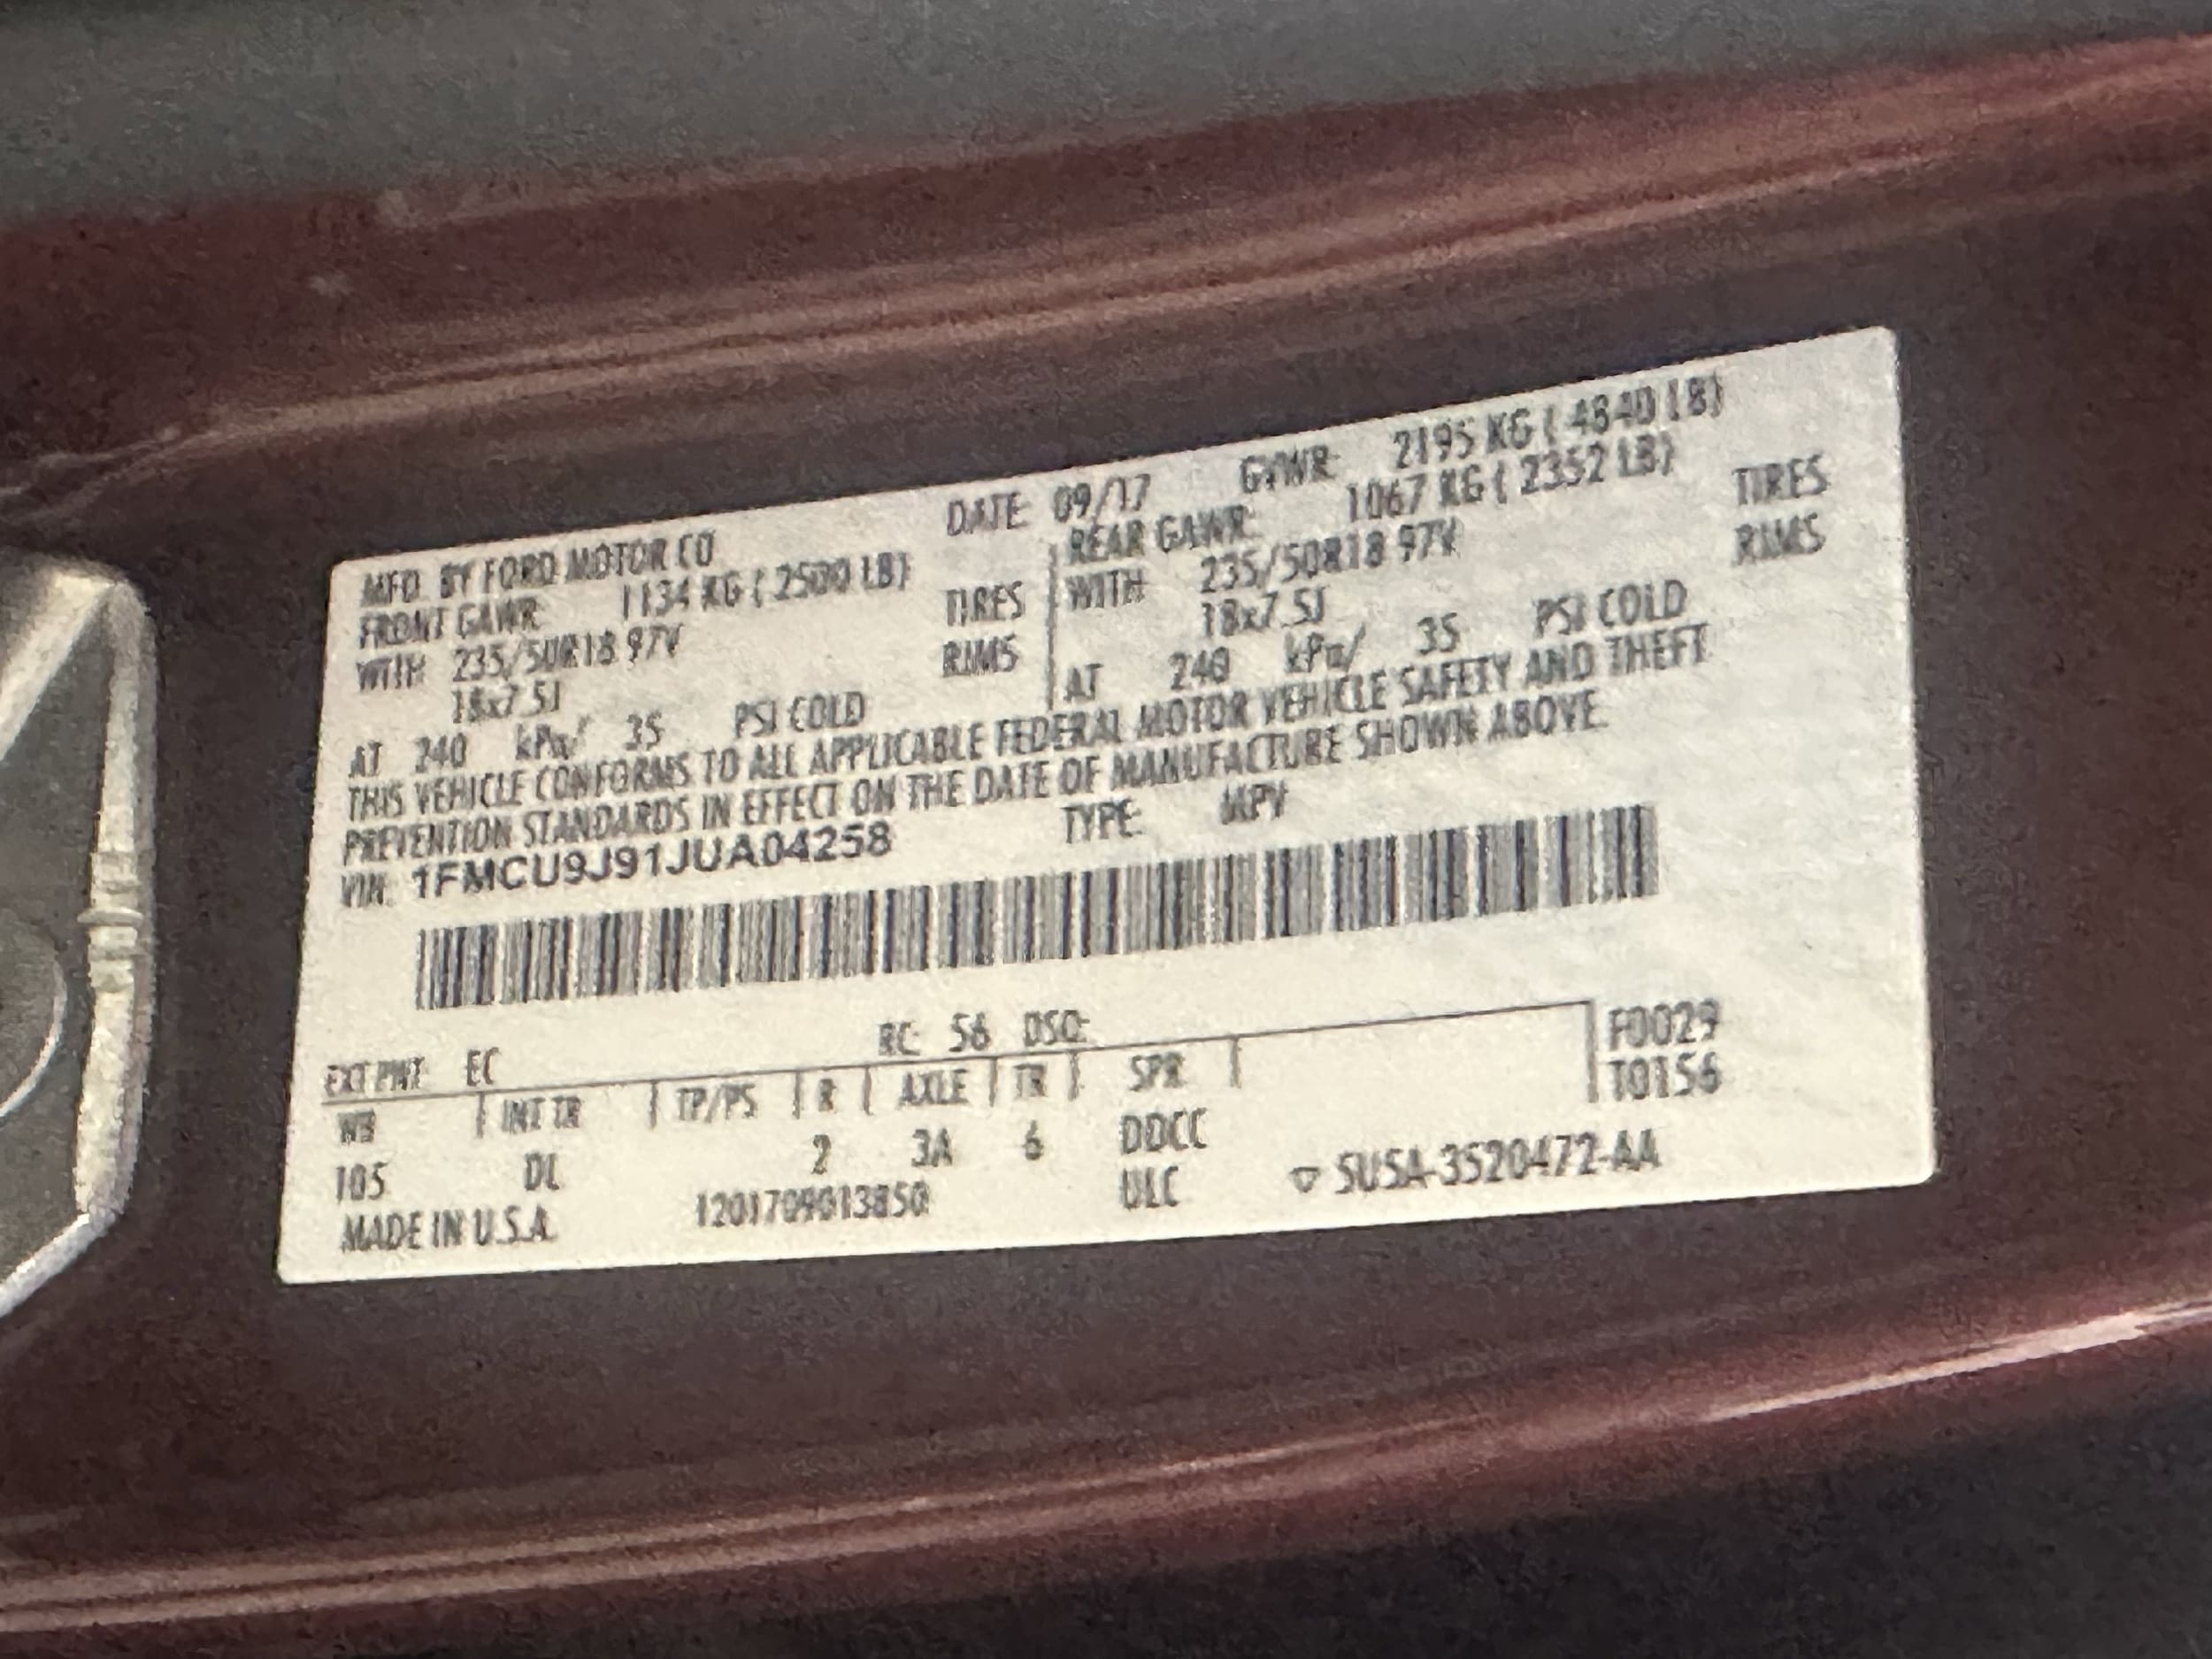 MFD. BY FORD MOTOR CO DATE: 09/17 GVWR: 2195 KG ( 4840 LB)
FRONT GAWR: 1134 KG ( 2500 LB) REAR GAWR: 1067 KG ( 2352 LB)
WITH 235/50R18 97V TIRES WITH 235/50R18 97V TIRES
18x7.5J RIMS 18x7.5J RIMS
AT 240 kPa/ 35 PSI COLD AT 240 kPa/ 35 PSI COLD
THIS VEHICLE CONFORMS TO ALL APPLICABLE FEDERAL MOTOR VEHICLE SAFETY AND THEFT
PREVENTION STANDARDS IN EFFECT ON THE DATE OF MANUFACTURE SHOWN ABOVE.
VIN: 1FMCU9J91JUA04258 TYPE: MPV
EXT PNT: EC RC: 56 DSO: F0029
WB INT TR TP/PS R AXLE TR SPR T0156
105 DL 2 3A 6 DDCC
MADE IN U.S.A. 1201709013850 ULC ▽ 5U5A-3520472-AA